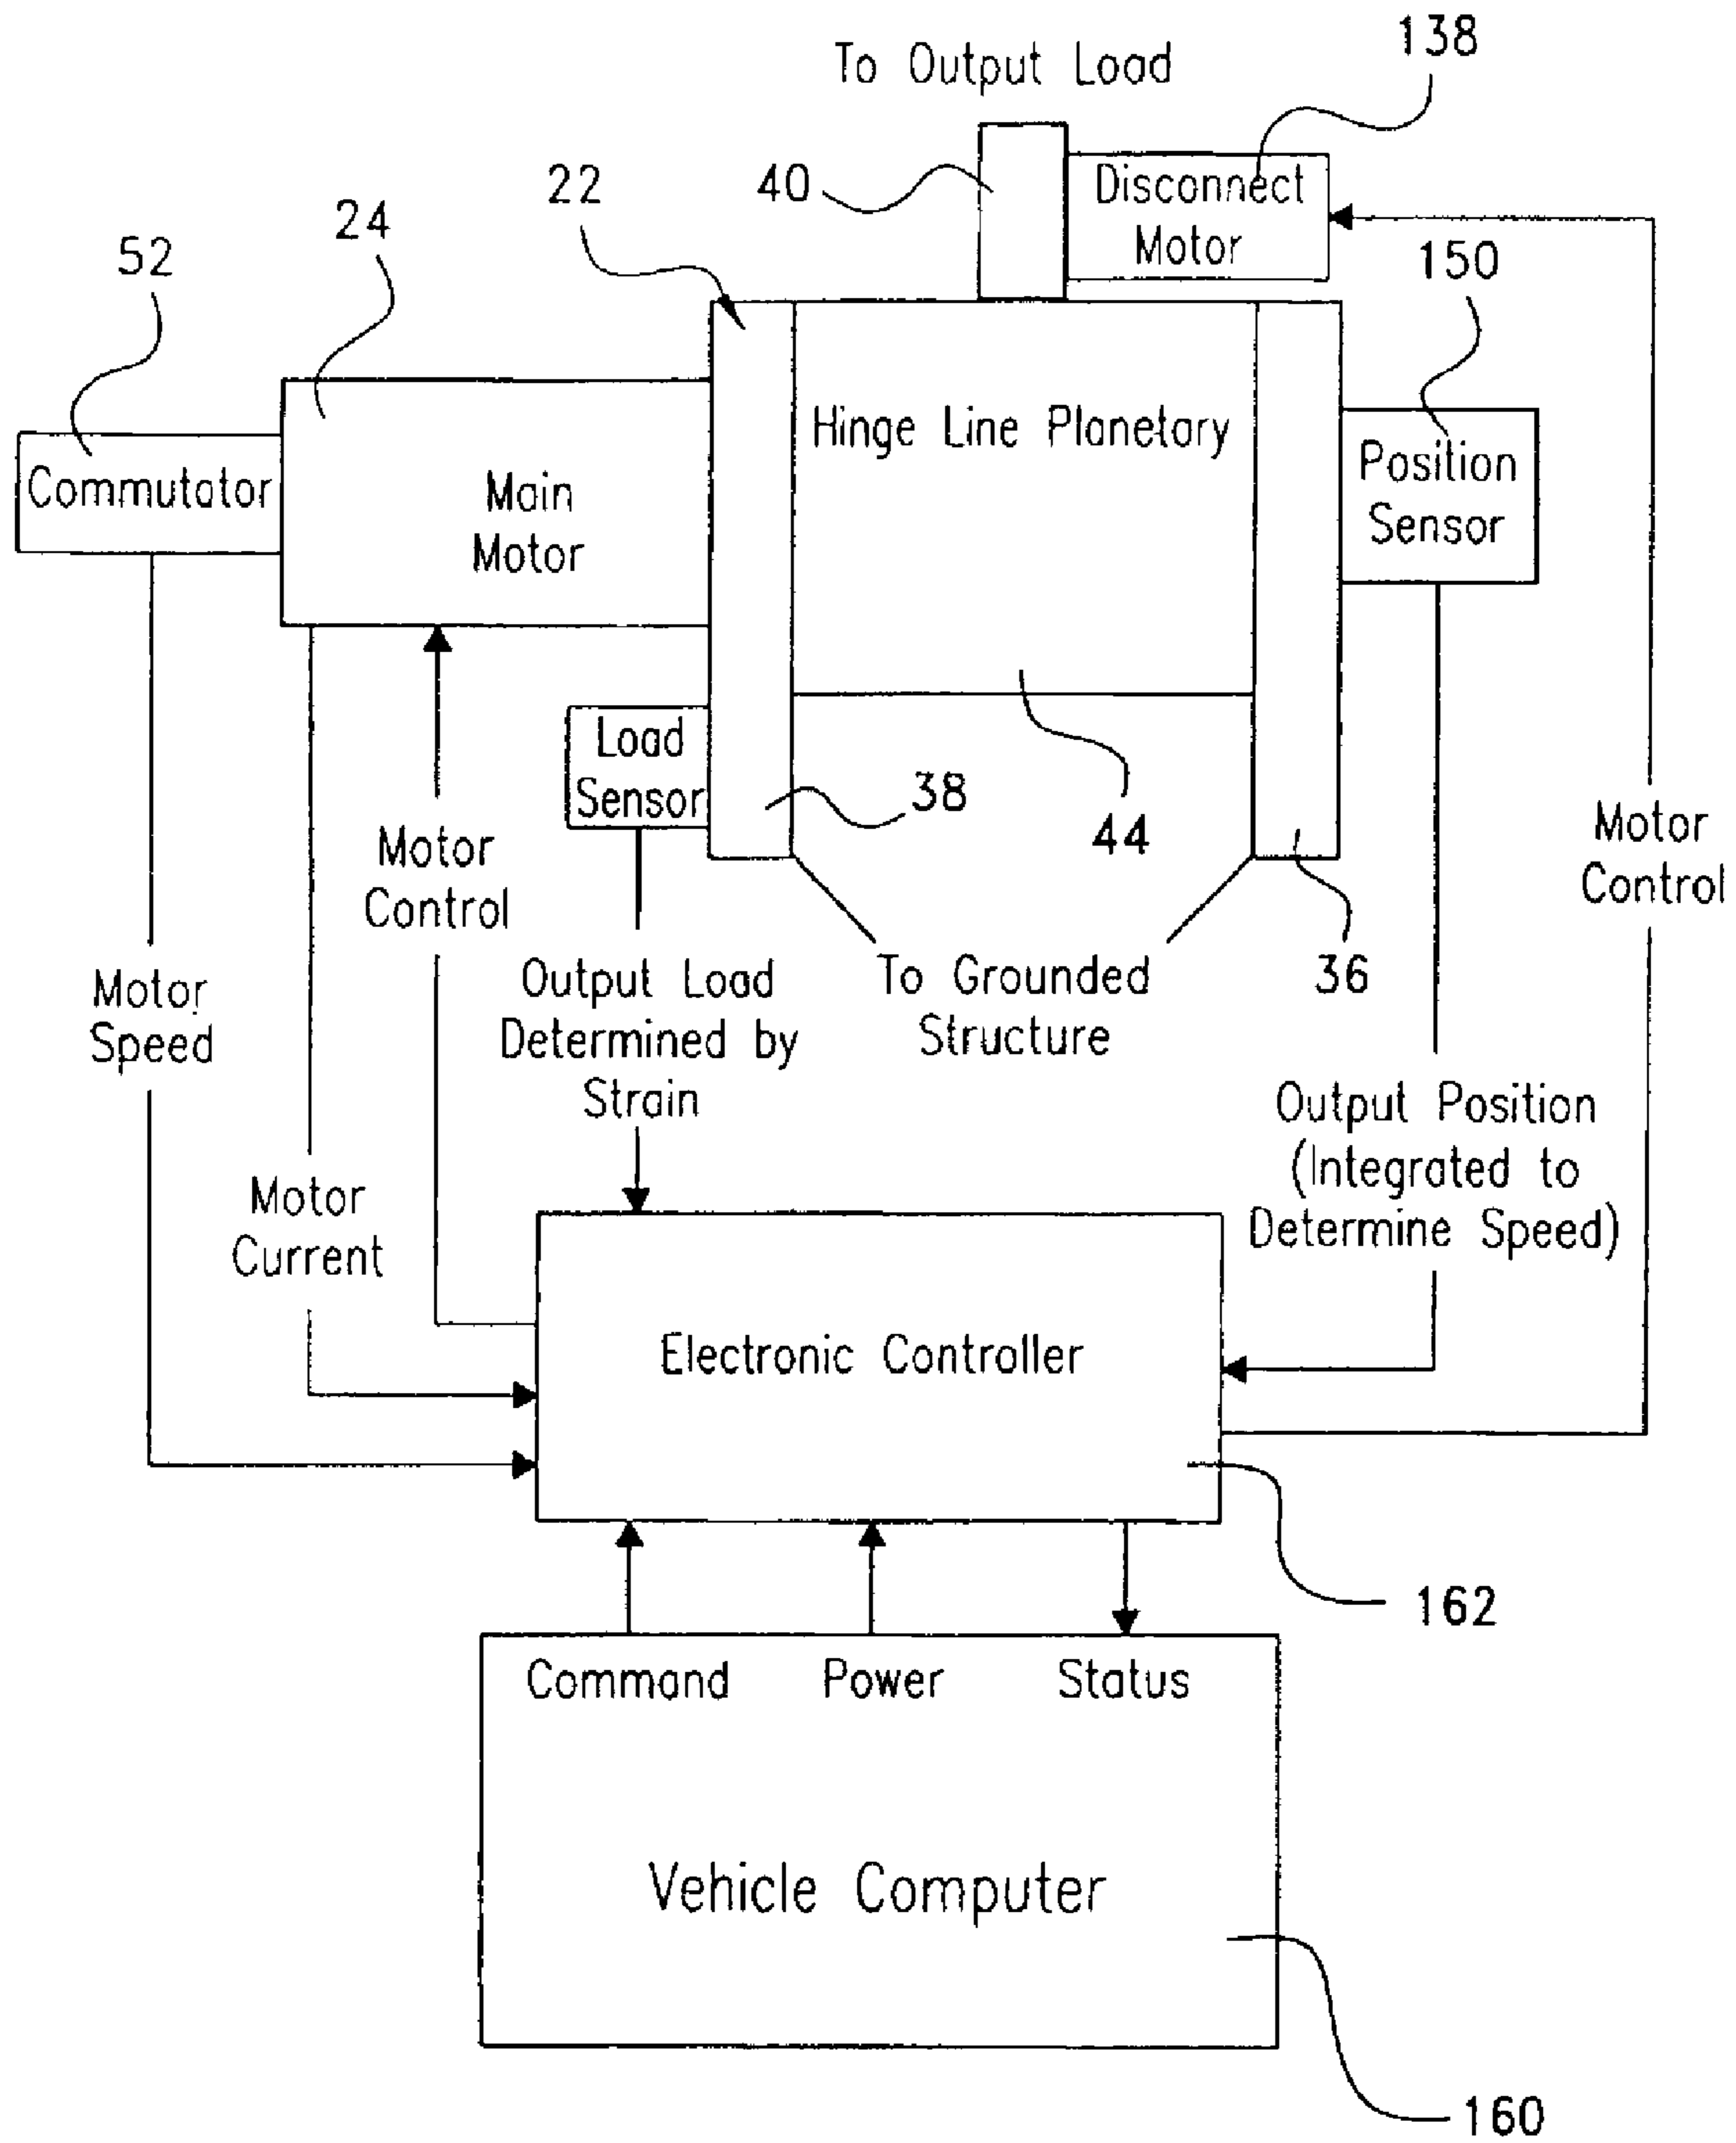 138
To Output Load
22
40
Disconnect
Motor
24
52
150
Hinge Line Planetary
Position
Sensor
Commutator
Main
Motor
Load
Sensor
38
44
Motor
Control
Motor
Control
Output Load
Determined by
Strain
To Grounded
Structure
36
Motor
Speed
Output Position
(Integrated to
Determine Speed)
Motor
Current
Electronic Controller
162
Command
Power
Status
Vehicle Computer
160